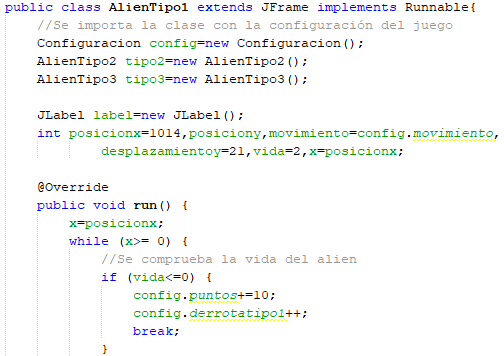 public class AlienTipo1 extends JFrame implements Runnable{
//Se importa la clase con la configuración del juego
Configuracion config=new Configuracion();
AlienTipo2 tipo2=new AlienTipo2();
AlienTipo3 tipo3=new AlienTipo3();
JLabel label=new JLabel();
int posicionx=1014,posiciony,movimiento=config.movimiento,
desplazamientoy=21,vida=2,x=posicionx;
@Override
public void run() {
x=posicionx;
while (x>= 0) {
//Se comprueba la vida del alien
if (vida<=0) {
config.puntos+=10;
config.derrotatipo1++;
break;
}